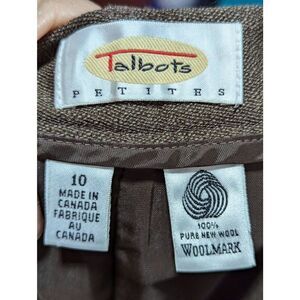 Talbots
PETITES
10
MADE IN
CANADA
FABRIQUE
AU
CANADA
100%
PURE NEW WOOL
WOOLMARK